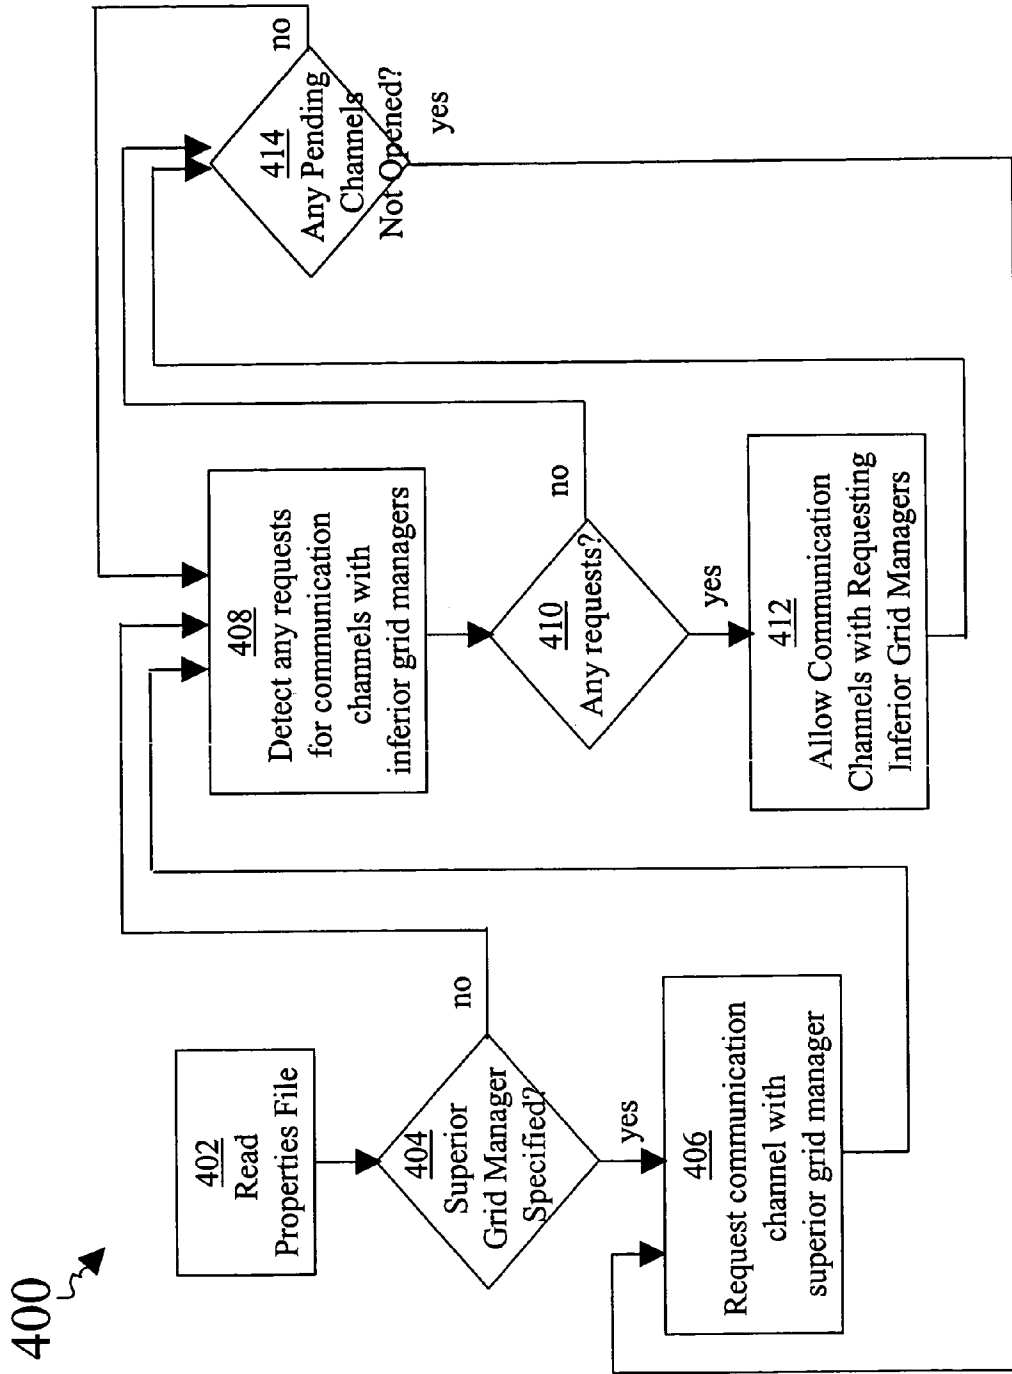 400
402
Read
Properties File
404
Superior
Grid Manager
Specified?
no
yes
406
Request communication
channel with
superior grid manager
408
Detect any requests
for communication
channels with
inferior grid managers
410
Any requests?
no
yes
412
Allow Communication
Channels with Requesting
Inferior Grid Managers
414
Any Pending
Channels
Not Opened?
no
yes